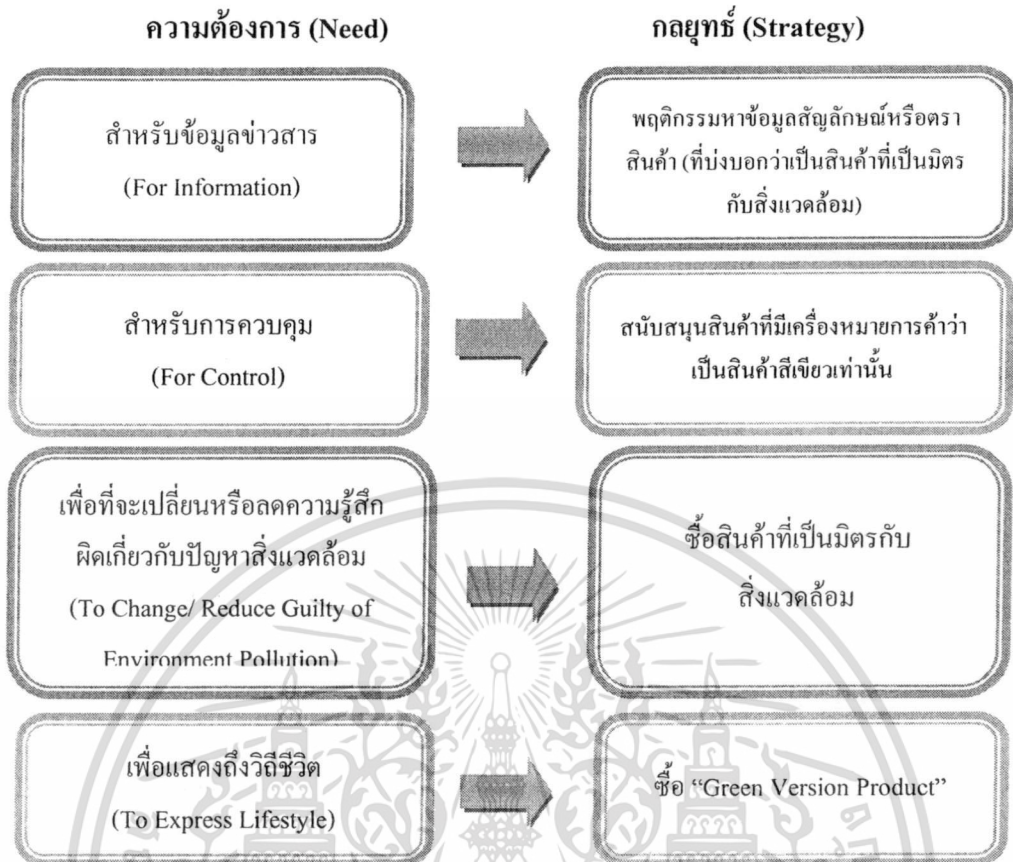 ความต้องการ (Need)
กลยุทธ์ (Strategy)
สำหรับข้อมูลข่าวสาร
(For Information)
พฤติกรรมหาข้อมูลสัญลักษณ์หรือตรา
สินค้า (ที่บ่งบอกว่าเป็นสินค้าที่เป็นมิตร
กับสิ่งแวดล้อม)
สำหรับการควบคุม
(For Control)
สนับสนุนสินค้าที่มีเครื่องหมายการค้าว่า
เป็นสินค้าสีเขียวเท่านั้น
เพื่อที่จะเปลี่ยนหรือลดความรู้สึก
ผิดเกี่ยวกับปัญหาสิ่งแวดล้อม
(To Change/ Reduce Guilty of
Environment Pollution)
ซื้อสินค้าที่เป็นมิตรกับ
สิ่งแวดล้อม
เพื่อแสดงถึงวิถีชีวิต
(To Express Lifestyle)
ซื้อ “Green Version Product”